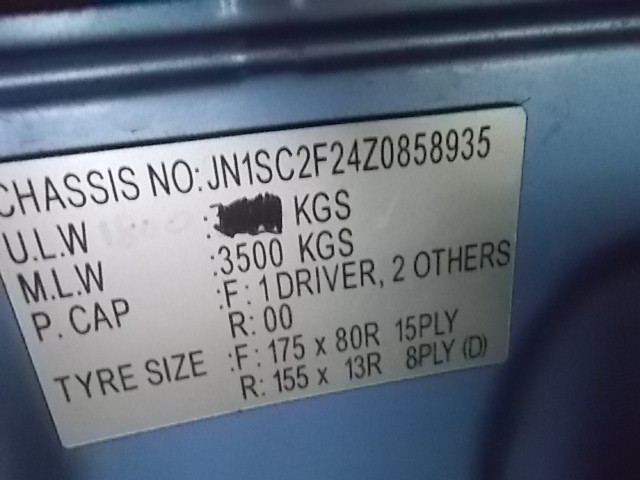 CHASSIS NO: JN1SC2F24Z0858935
U.L.W : KGS
M.L.W :3500 KGS
P. CAP :F: 1 DRIVER, 2 OTHERS
R: 00
TYRE SIZE :F: 175 x 80R 15PLY
R: 155 x 13R 8PLY (D)